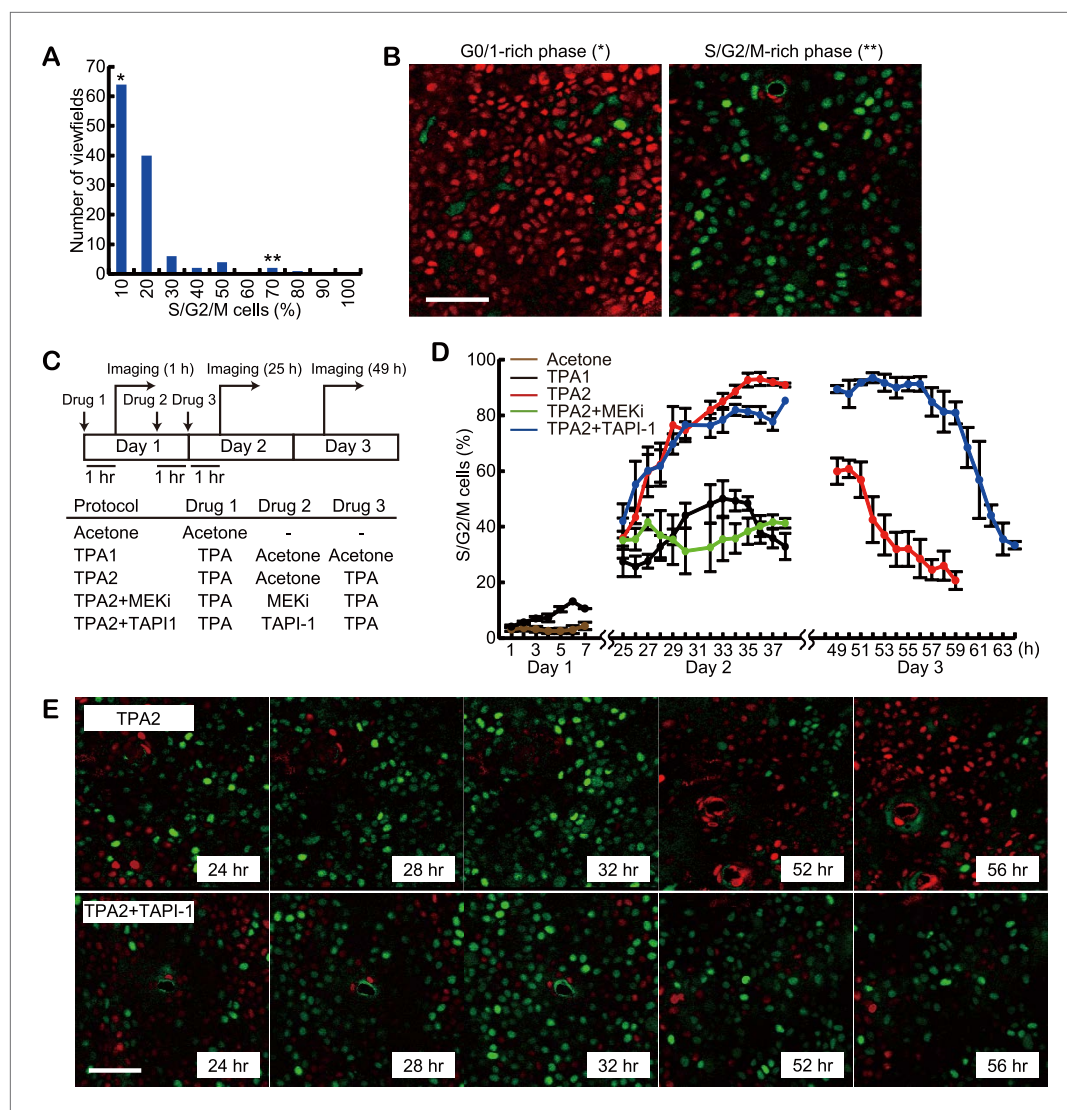 A
70
60
50
40
30
20
10
0
Number of viewfields
*
**
10 20 30 40 50 70 80 90 100
S/G2/M cells (%)
B
G0/1-rich phase (*) S/G2/M-rich phase (**)
C
Imaging (1 h) Imaging (25 h) Imaging (49 h)
Drug 1 Drug 2 Drug 3
Day 1 Day 2 Day 3
1 hr 1 hr 1 hr
Protocol Drug 1 Drug 2 Drug 3
Acetone Acetone - -
TPA1 TPA Acetone Acetone
TPA2 TPA Acetone TPA
TPA2+MEKi TPA MEKi TPA
TPA2+TAPI1 TPA TAPI-1 TPA
D
Acetone
TPA1
TPA2
TPA2+MEKi
TPA2+TAPI-1
100
80
60
40
20
0
S/G2/M cells (%)
1 3 5 7 25 27 29 31 33 35 37 49 51 53 55 57 59 61 63 (h)
Day 1 Day 2 Day 3
E
TPA2
24 hr 28 hr 32 hr 52 hr 56 hr
TPA2+TAPI-1
24 hr 28 hr 32 hr 52 hr 56 hr